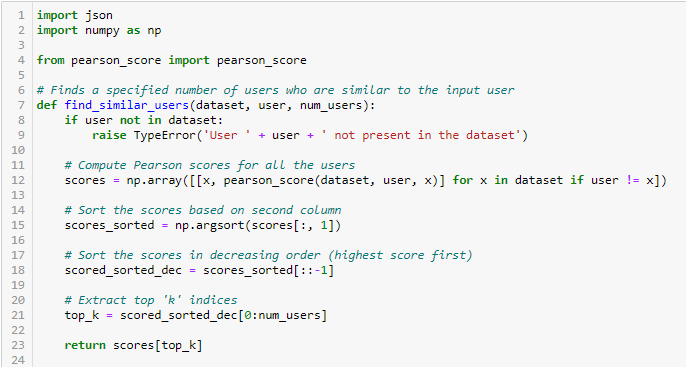 1 import json
2 import numpy as np
3
4 from pearson_score import pearson_score
5
6 # Finds a specified number of users who are similar to the input user
7 def find_similar_users(dataset, user, num_users):
8     if user not in dataset:
9         raise TypeError('User ' + user + ' not present in the dataset')
10
11     # Compute Pearson scores for all the users
12     scores = np.array([[x, pearson_score(dataset, user, x)] for x in dataset if user != x])
13
14     # Sort the scores based on second column
15     scores_sorted = np.argsort(scores[:, 1])
16
17     # Sort the scores in decreasing order (highest score first)
18     scored_sorted_dec = scores_sorted[::-1]
19
20     # Extract top 'k' indices
21     top_k = scored_sorted_dec[0:num_users]
22
23     return scores[top_k]
24